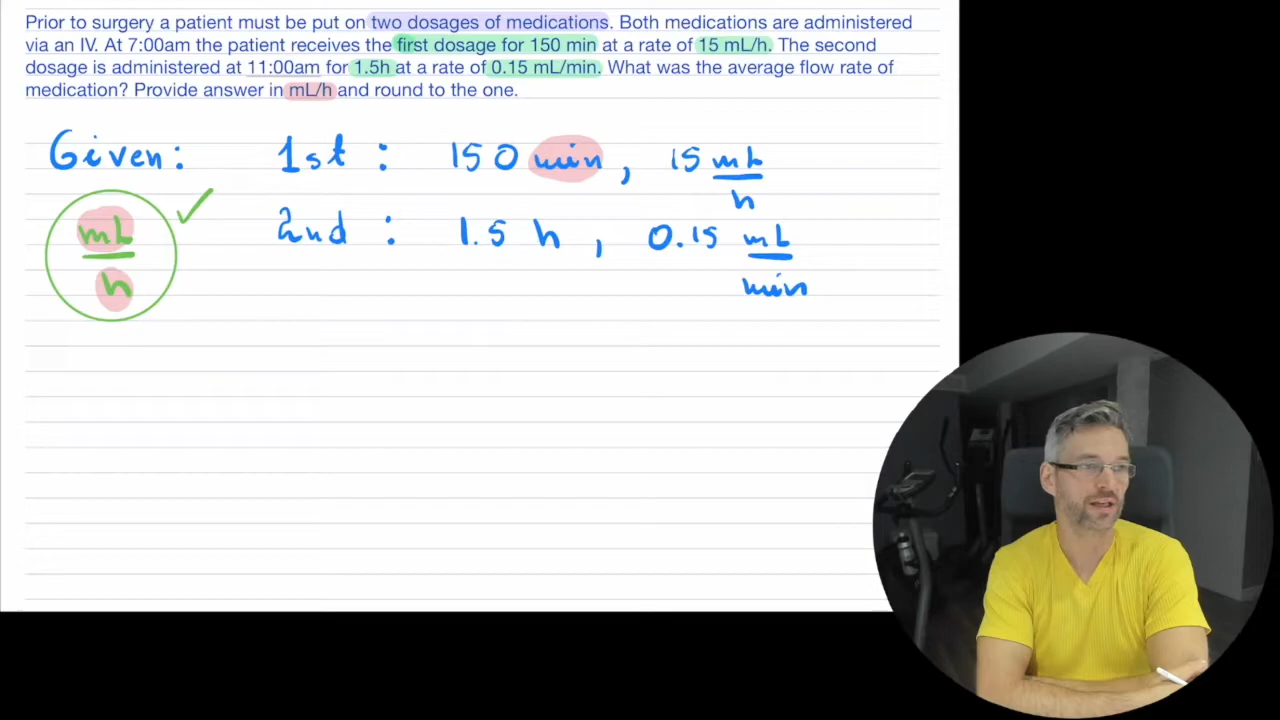 Prior to surgery a patient must be put on two dosages of medications. Both medications are administered
via an IV. At 7:00am the patient receives the first dosage for 150 min at a rate of 15 mL/h. The second
dosage is administered at 11:00am for 1.5h at a rate of 0.15 mL/min. What was the average flow rate of
medication? Provide answer in mL/h and round to the one.
Given: 1st : 150 min, 15 mL/h
mL/h ✓
2nd : 1.5 h, 0.15 mL/min